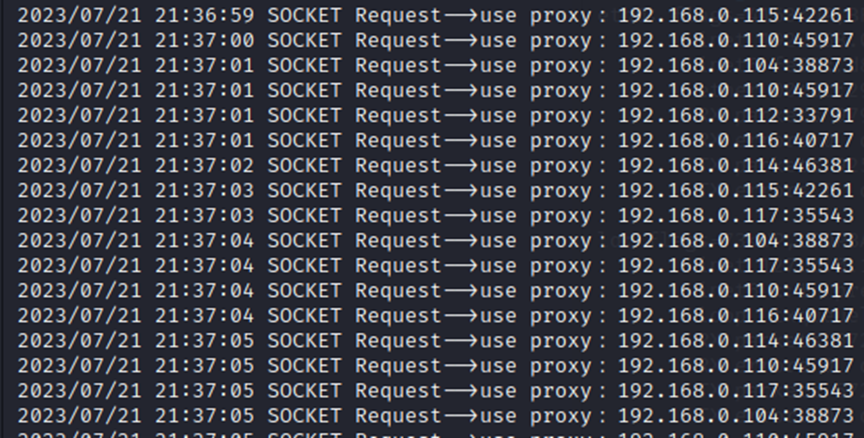 2023/07/21 21:36:59 SOCKET Request—>use proxy : 192.168.0.115:42261
2023/07/21 21:37:00 SOCKET Request—>use proxy : 192.168.0.110:45917
2023/07/21 21:37:01 SOCKET Request—>use proxy : 192.168.0.104:38873
2023/07/21 21:37:01 SOCKET Request—>use proxy : 192.168.0.110:45917
2023/07/21 21:37:01 SOCKET Request—>use proxy : 192.168.0.112:33791
2023/07/21 21:37:01 SOCKET Request—>use proxy : 192.168.0.116:40717
2023/07/21 21:37:02 SOCKET Request—>use proxy : 192.168.0.114:46381
2023/07/21 21:37:03 SOCKET Request—>use proxy : 192.168.0.115:42261
2023/07/21 21:37:03 SOCKET Request—>use proxy : 192.168.0.117:35543
2023/07/21 21:37:04 SOCKET Request—>use proxy : 192.168.0.104:38873
2023/07/21 21:37:04 SOCKET Request—>use proxy : 192.168.0.117:35543
2023/07/21 21:37:04 SOCKET Request—>use proxy : 192.168.0.110:45917
2023/07/21 21:37:04 SOCKET Request—>use proxy : 192.168.0.116:40717
2023/07/21 21:37:05 SOCKET Request—>use proxy : 192.168.0.114:46381
2023/07/21 21:37:05 SOCKET Request—>use proxy : 192.168.0.110:45917
2023/07/21 21:37:05 SOCKET Request—>use proxy : 192.168.0.117:35543
2023/07/21 21:37:05 SOCKET Request—>use proxy : 192.168.0.104:38873